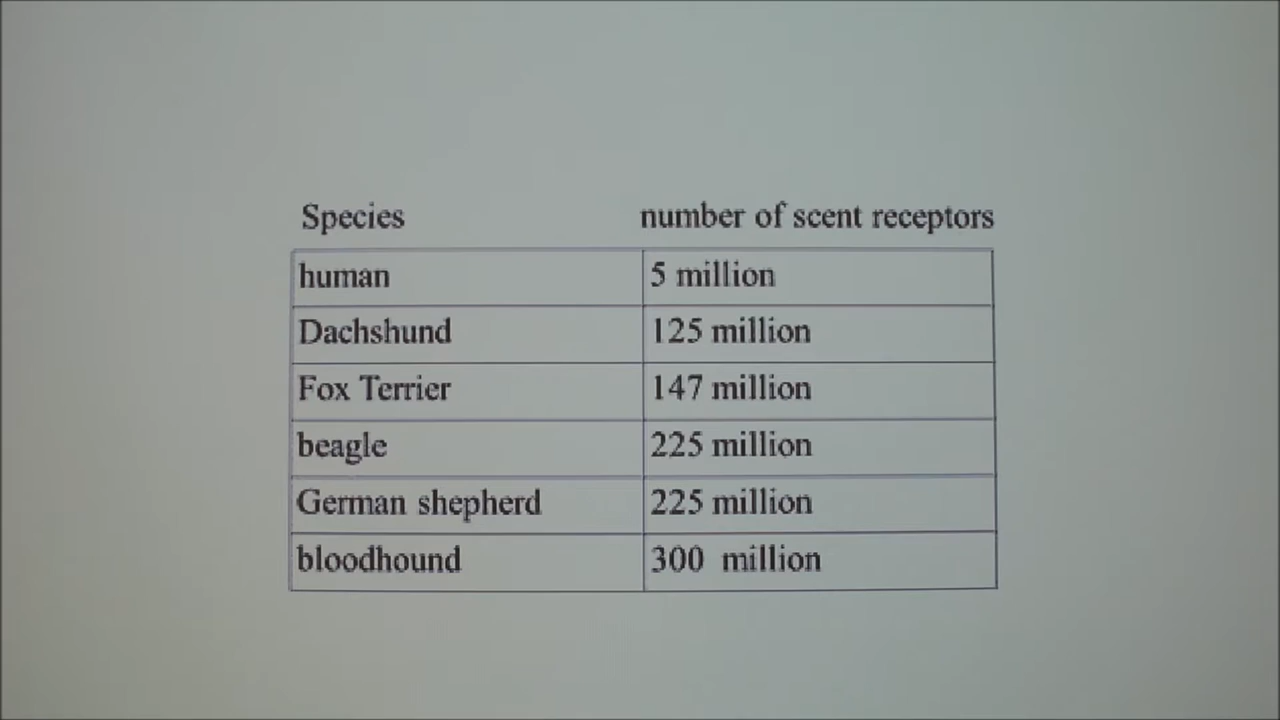 Species number of scent receptors
human 5 million
Dachshund 125 million
Fox Terrier 147 million
beagle 225 million
German shepherd 225 million
bloodhound 300 million